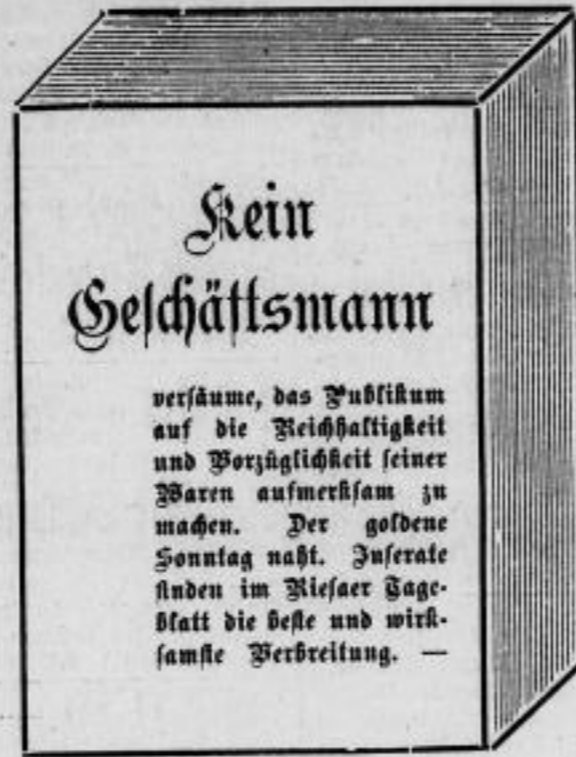 Kein
Geschäftsmann
versäume, das Publikum
auf die Reichhaltigkeit
und Vorzüglichkeit seiner
Waren aufmerksam zu
machen. Der goldene
Sonntag naht. Inserate
finden im Riesaer Tage-
blatt die beste und wirk-
samste Verbreitung. —